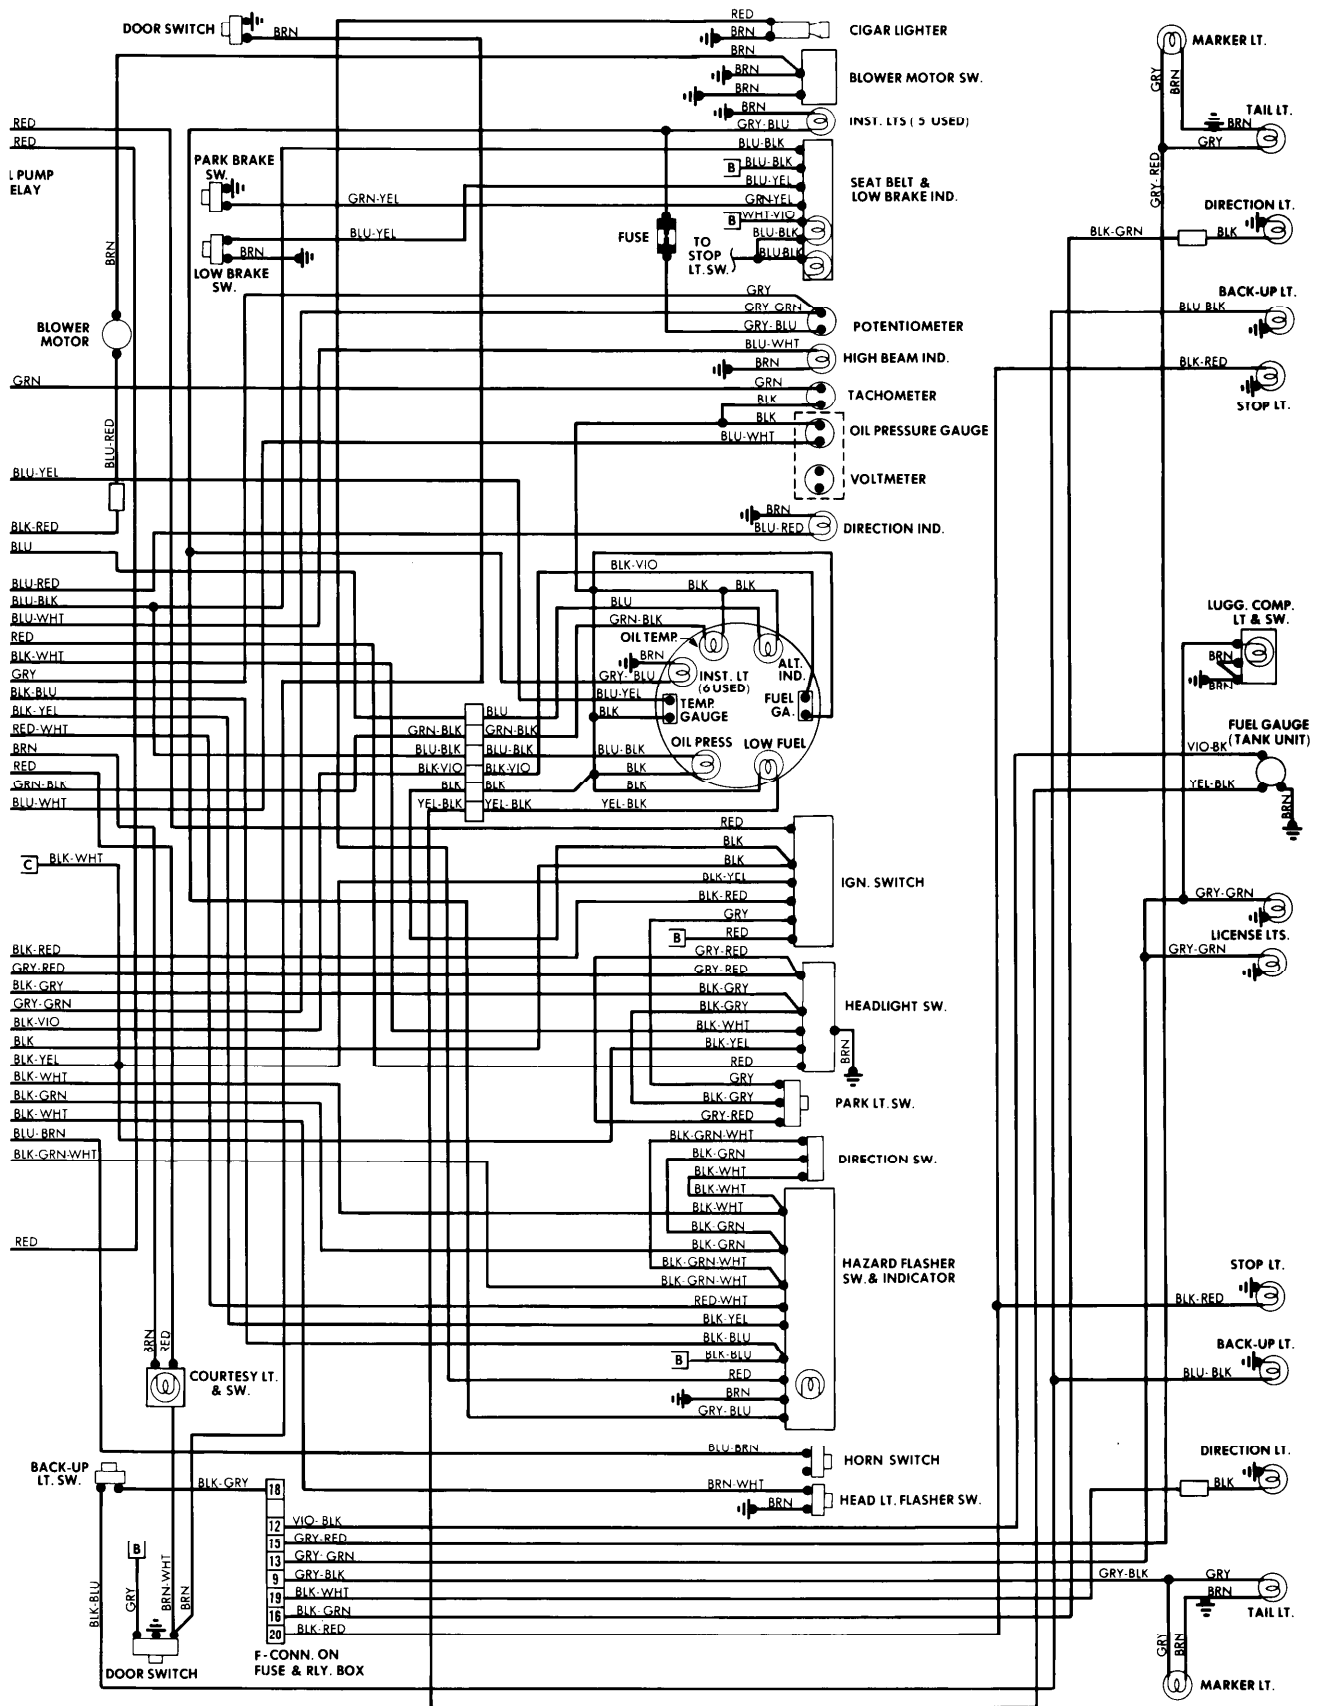 DOOR SWITCH
BRN
RED
BRN
CIGAR LIGHTER
BRN
BRN
BRN
BLOWER MOTOR SW.
BRN
GRY-BLU
INST. LTS ( 5 USED)
MARKER LT.
GRY
BRN
TAIL LT.
BRN
GRY
GRY-RED
RED
RED
L PUMP
ELAY
PARK BRAKE
SW.
GRN-YEL
BLU-YEL
BRN
LOW BRAKE
SW.
BLU-BLK
B
BLU-BLK
BLU-YEL
GRN-YEL
B
WHT-VIO
BLU-BLK
BLU-BLK
SEAT BELT &
LOW BRAKE IND.
FUSE
TO
STOP
LT. SW.
DIRECTION LT.
BLK-GRN
BLK
BRN
BLOWER
MOTOR
BLU-RED
GRY
GRY GRN
GRY-BLU
POTENTIOMETER
BLU-WHT
BRN
HIGH BEAM IND.
GRN
GRN
BLK
TACHOMETER
BLK
BLU-WHT
OIL PRESSURE GAUGE
VOLTMETER
BRN
BLU-RED
DIRECTION IND.
BACK-UP LT.
BLU BLK
BLK-RED
STOP LT.
BLU-YEL
BLK-RED
BLU
BLU-RED
BLU-BLK
BLU-WHT
RED
BLK-WHT
GRY
BLK-BLU
BLK-YEL
RED-WHT
BRN
RED
GRN-BLK
BLU-WHT
C
BLK-WHT
BLK-VIO
BLK
BLK
BLU
GRN-BLK
OIL TEMP.
BRN
GRY-BLU
BLU-YEL
BLK
INST. LT
(6 USED)
ALT.
IND.
TEMP.
GAUGE
FUEL
GA.
OIL PRESS
LOW FUEL
BLU
GRN-BLK
GRN-BLK
BLU-BLK
BLU-BLK
BLU-BLK
BLK-VIO
BLK-VIO
BLK
BLK
BLK
BLK
YEL-BLK
YEL-BLK
YEL-BLK
LUGG. COMP.
LT & SW.
BRN
BRN
FUEL GAUGE
(TANK UNIT)
VIO-BK
YEL-BLK
BRN
RED
BLK
BLK
BLK-YEL
BLK-RED
GRY
B
RED
IGN. SWITCH
GRY-GRN
LICENSE LTS.
GRY-GRN
BLK-RED
GRY-RED
BLK-GRY
GRY-GRN
BLK-VIO
BLK
BLK-YEL
BLK-WHT
BLK-GRN
BLK-WHT
BLU-BRN
BLK-GRN-WHT
RED
GRY-RED
GRY-RED
BLK-GRY
BLK-GRY
BLK-WHT
BLK-YEL
RED
HEADLIGHT SW.
BRN
GRY
BLK-GRY
GRY-RED
PARK LT. SW.
BLK-GRN-WHT
BLK-GRN
BLK-WHT
DIRECTION SW.
BLK-WHT
BLK-WHT
BLK-GRN
BLK-GRN
BLK-GRN-WHT
BLK-GRN-WHT
RED-WHT
BLK-YEL
BLK-BLU
B
BLK-BLU
RED
BRN
GRY-BLU
HAZARD FLASHER
SW. & INDICATOR
STOP LT.
BLK-RED
BACK-UP LT.
BLU-BLK
BRN
RED
COURTESY LT.
& SW.
BLU-BRN
HORN SWITCH
BRN-WHT
BRN
HEAD LT. FLASHER SW.
DIRECTION LT.
BLK
BACK-UP
LT. SW.
BLK-GRY
18
12
VIO-BLK
15
GRY-RED
13
GRY-GRN
9
GRY-BLK
19
BLK-WHT
16
BLK-GRN
20
BLK-RED
F-CONN. ON
FUSE & RLY. BOX
B
BLK-BLU
GRY
BRN-WHT
BRN
DOOR SWITCH
GRY-BLK
GRY
BRN
TAIL LT.
GRY
BRN
MARKER LT.